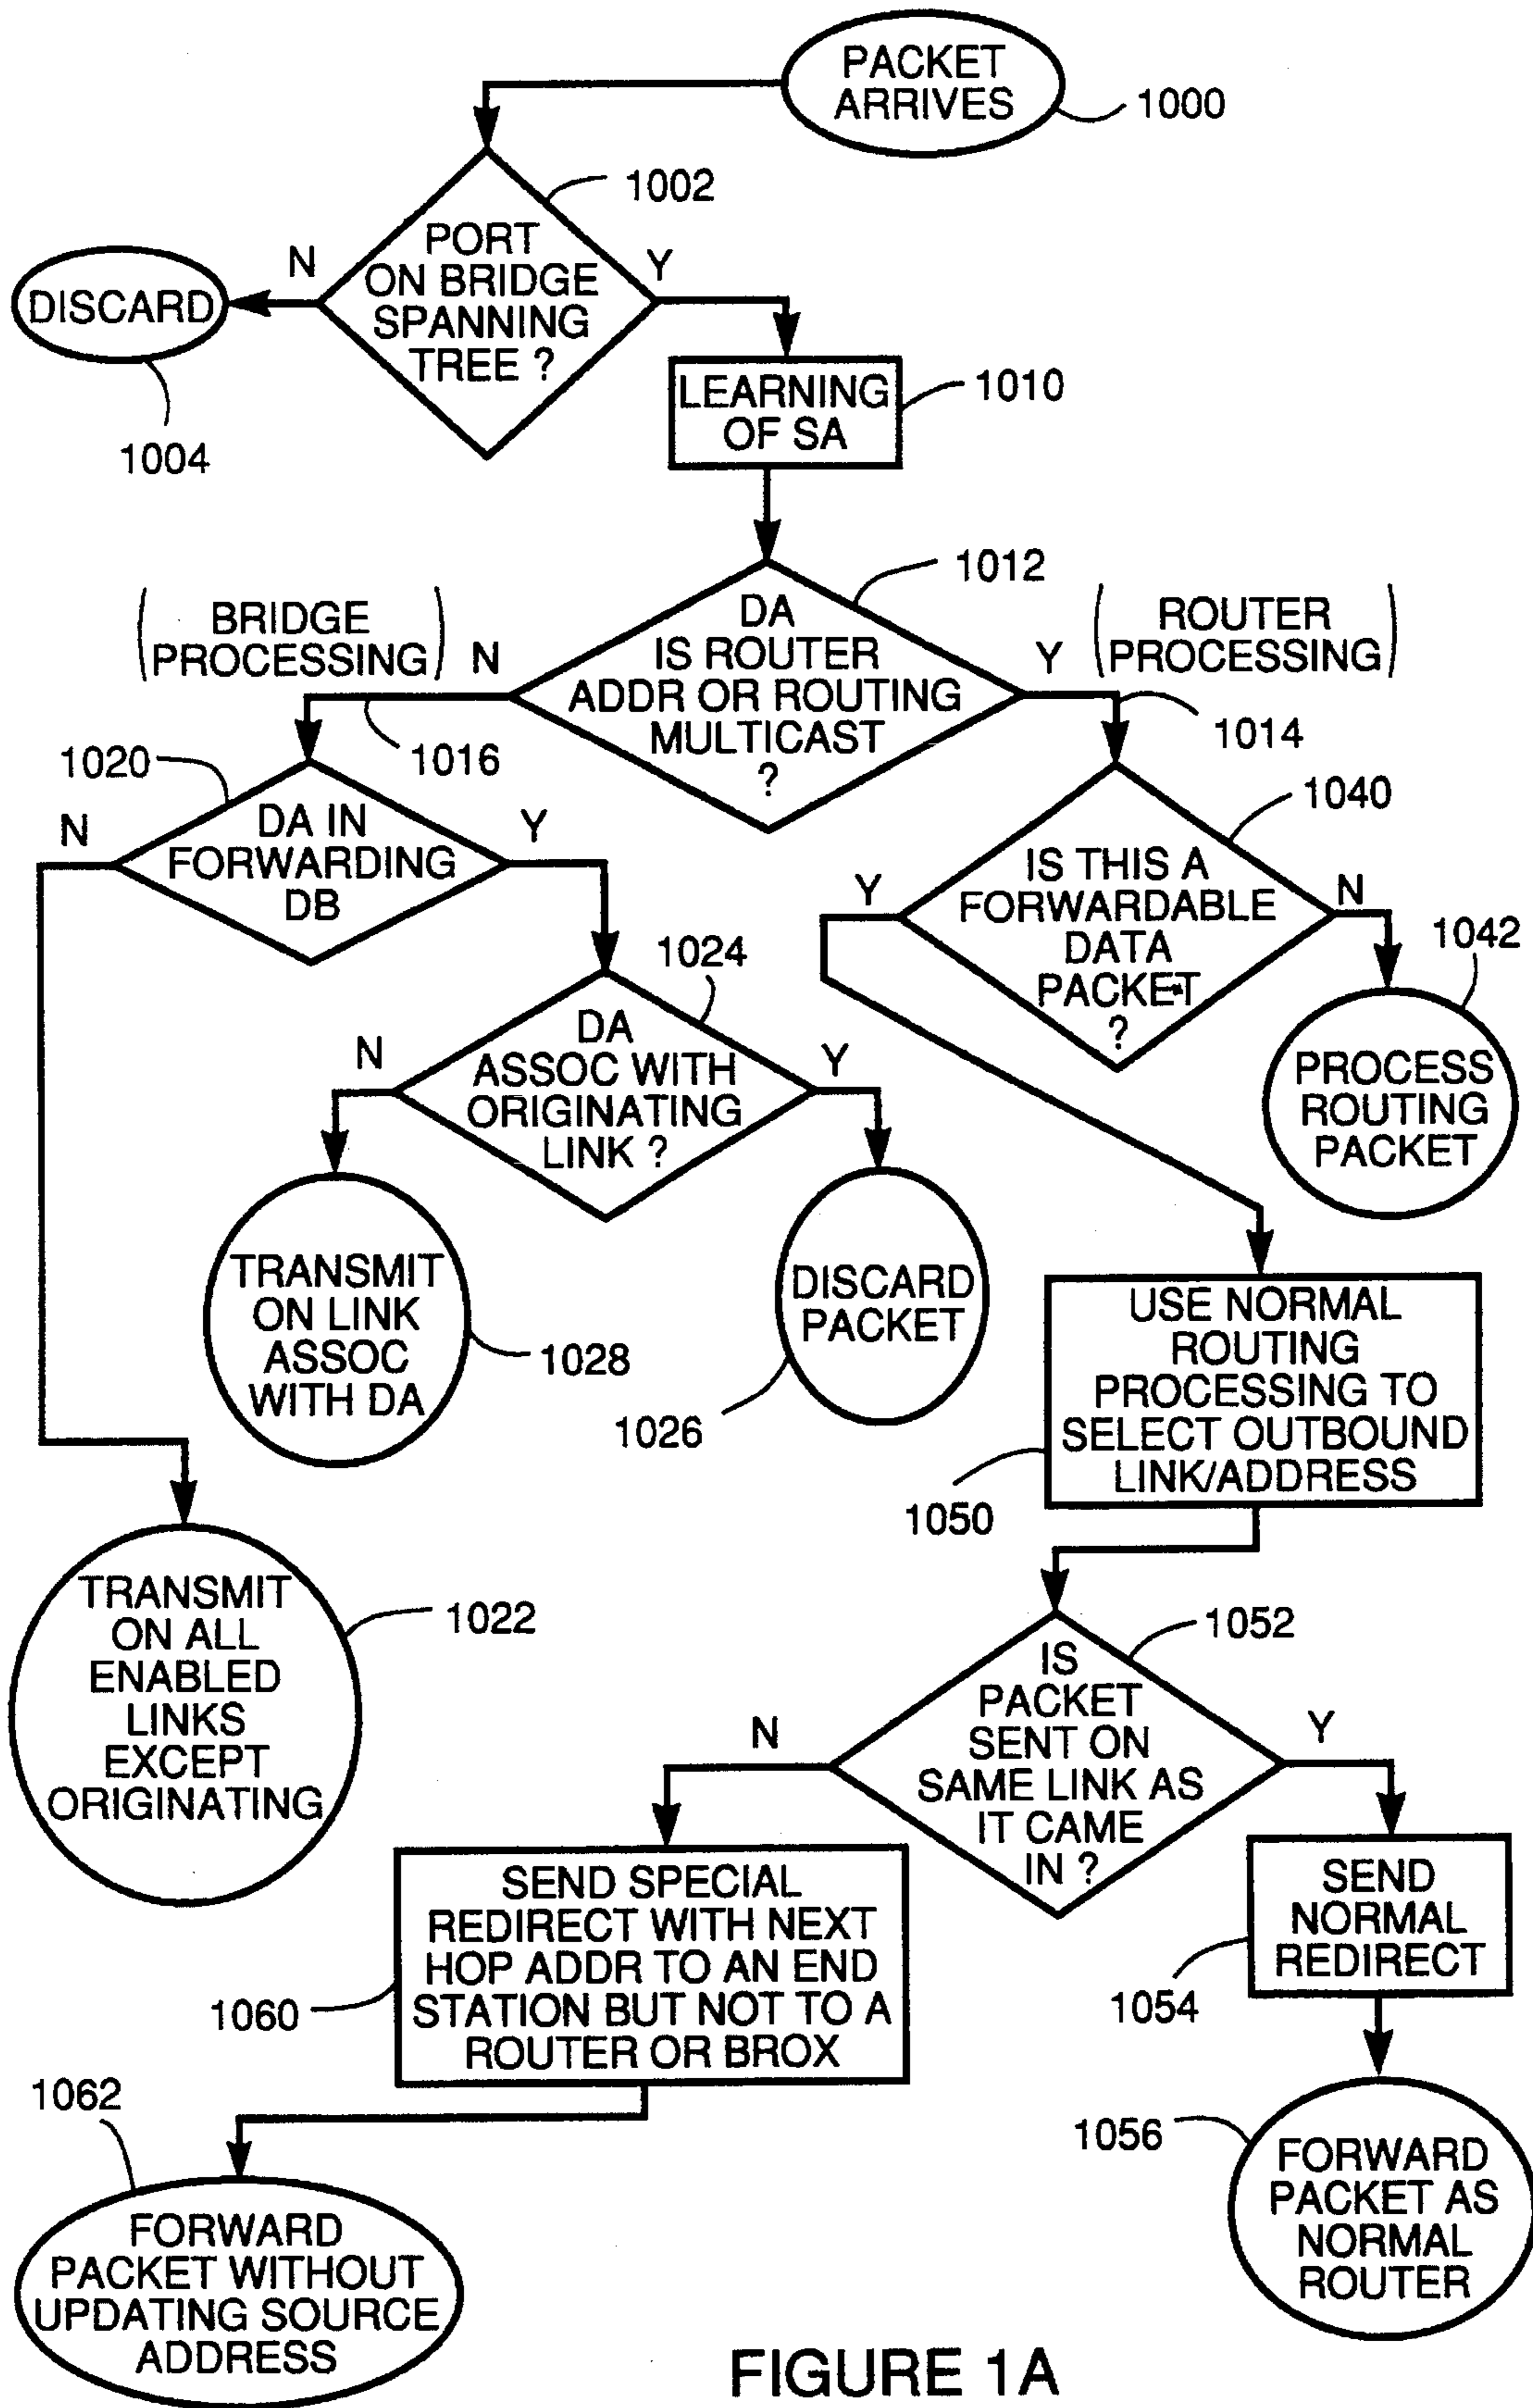 PACKET
ARRIVES
1000
1002
PORT
ON BRIDGE
SPANNING
TREE ?
N
Y
DISCARD
1004
LEARNING
OF SA
1010
1012
DA
IS ROUTER
ADDR OR ROUTING
MULTICAST
?
(BRIDGE
PROCESSING)
N
Y
(ROUTER
PROCESSING)
1016
1014
1020
DA IN
FORWARDING
DB
N
Y
1040
IS THIS A
FORWARDABLE
DATA
PACKET
?
Y
N
1042
PROCESS
ROUTING
PACKET
1024
DA
ASSOC WITH
ORIGINATING
LINK ?
N
Y
TRANSMIT
ON LINK
ASSOC
WITH DA
1028
DISCARD
PACKET
1026
USE NORMAL
ROUTING
PROCESSING TO
SELECT OUTBOUND
LINK/ADDRESS
1050
TRANSMIT
ON ALL
ENABLED
LINKS
EXCEPT
ORIGINATING
1022
1052
IS
PACKET
SENT ON
SAME LINK AS
IT CAME
IN ?
N
Y
SEND SPECIAL
REDIRECT WITH NEXT
HOP ADDR TO AN END
STATION BUT NOT TO A
ROUTER OR BROX
1060
SEND
NORMAL
REDIRECT
1054
1062
FORWARD
PACKET WITHOUT
UPDATING SOURCE
ADDRESS
1056
FORWARD
PACKET AS
NORMAL
ROUTER
FIGURE 1A